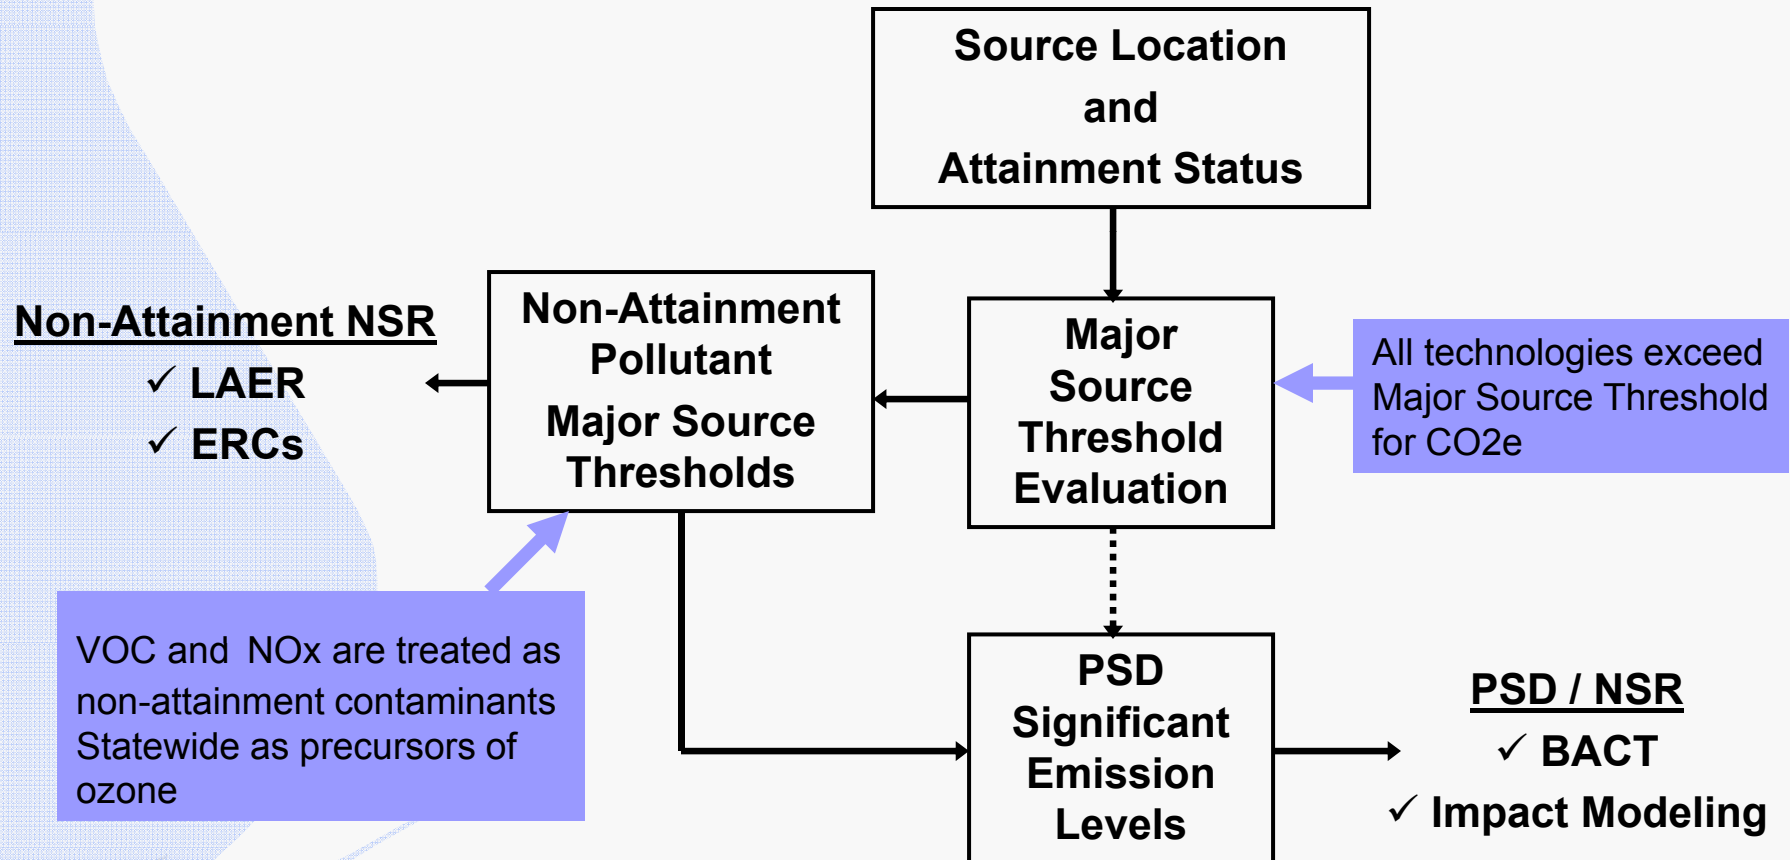 Source Location
and
Attainment Status
Non-Attainment NSR
✓ LAER
✓ ERCs
Non-Attainment
Pollutant
Major Source
Thresholds
Major
Source
Threshold
Evaluation
All technologies exceed
Major Source Threshold
for CO2e
VOC and NOx are treated as
non-attainment contaminants
Statewide as precursors of
ozone
PSD
Significant
Emission
Levels
PSD / NSR
✓ BACT
✓ Impact Modeling